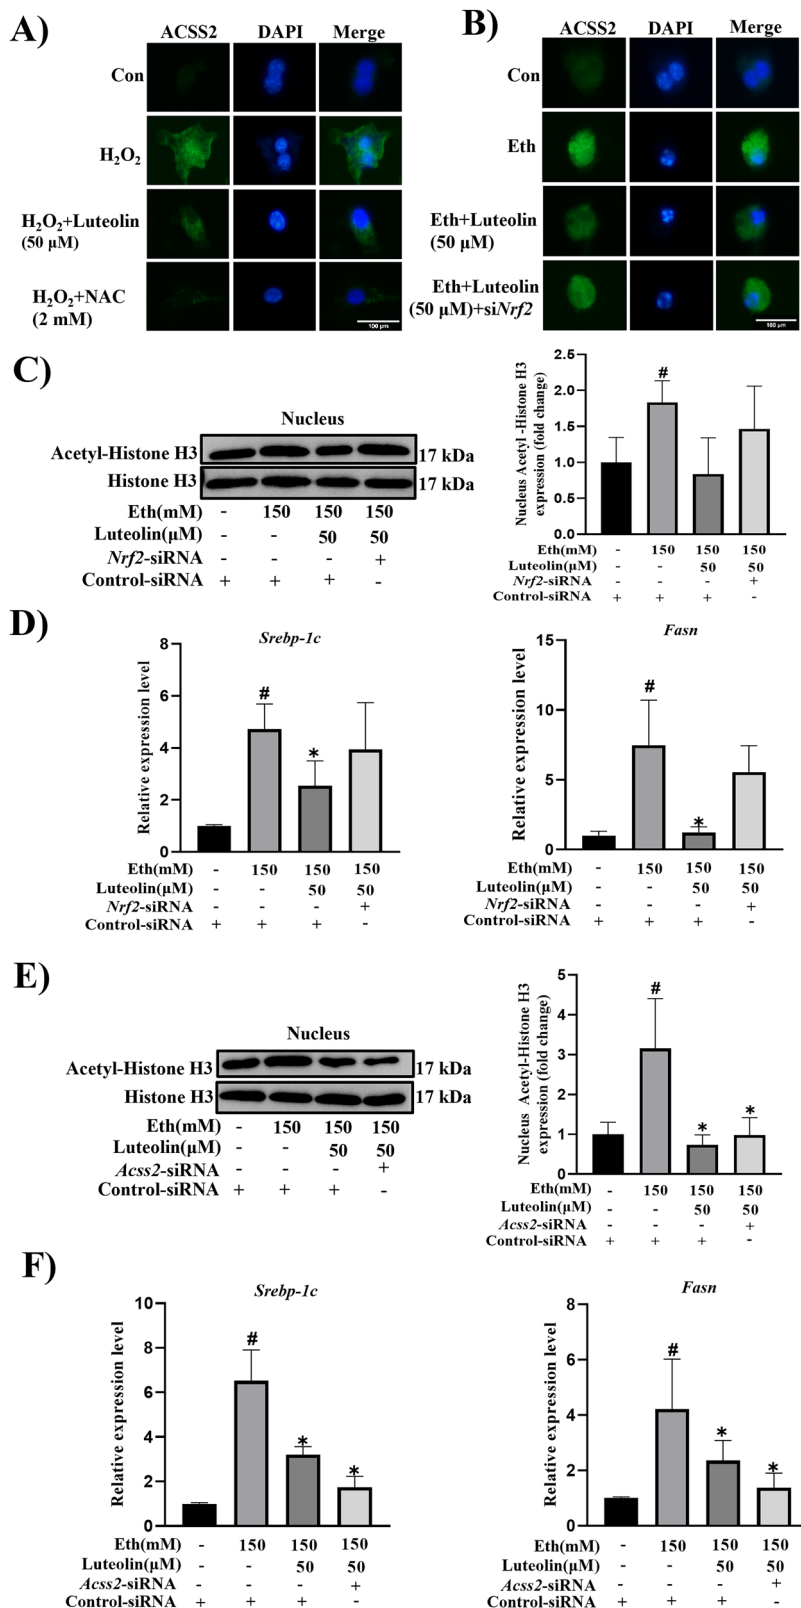 A)
ACSS2 DAPI Merge
Con
H₂O₂
H₂O₂+Luteolin
(50 μM)
H₂O₂+NAC
(2 mM)
100 μm
B)
ACSS2 DAPI Merge
Con
Eth
Eth+Luteolin
(50 μM)
Eth+Luteolin
(50 μM)+siNrf2
100 μm
C)
Nucleus
Acetyl-Histone H3 17 kDa
Histone H3 17 kDa
Eth(mM) - 150 150 150
Luteolin(μM) - - 50 50
Nrf2-siRNA - - - +
Control-siRNA + + + -
Nucleus Acetyl -Histone H3
expression (fold change)
2.5
2.0
1.5
1.0
0.5
0.0
#
Eth(mM) - 150 150 150
Luteolin(μM) - - 50 50
Nrf2-siRNA - - - +
Control-siRNA + + + -
D)
Srebp-1c
Relative expression level
8
6
4
2
0
# *
Eth(mM) - 150 150 150
Luteolin(μM) - - 50 50
Nrf2-siRNA - - - +
Control-siRNA + + + -
Fasn
Relative expression level
15
10
5
0
# *
Eth(mM) - 150 150 150
Luteolin(μM) - - 50 50
Nrf2-siRNA - - - +
Control-siRNA + + + -
E)
Nucleus
Acetyl-Histone H3 17 kDa
Histone H3 17 kDa
Eth(mM) - 150 150 150
Luteolin(μM) - - 50 50
Acss2-siRNA - - - +
Control-siRNA + + + -
Nucleus Acetyl-Histone H3
expression (fold change)
5
4
3
2
1
0
# * *
Eth(mM) - 150 150 150
Luteolin(μM) - - 50 50
Acss2-siRNA - - - +
Control-siRNA + + + -
F)
Srebp-1c
Relative expression level
10
8
6
4
2
0
# * *
Eth(mM) - 150 150 150
Luteolin(μM) - - 50 50
Acss2-siRNA - - - +
Control-siRNA + + + -
Fasn
Relative expression level
8
6
4
2
0
# * *
Eth(mM) - 150 150 150
Luteolin(μM) - - 50 50
Acss2-siRNA - - - +
Control-siRNA + + + -